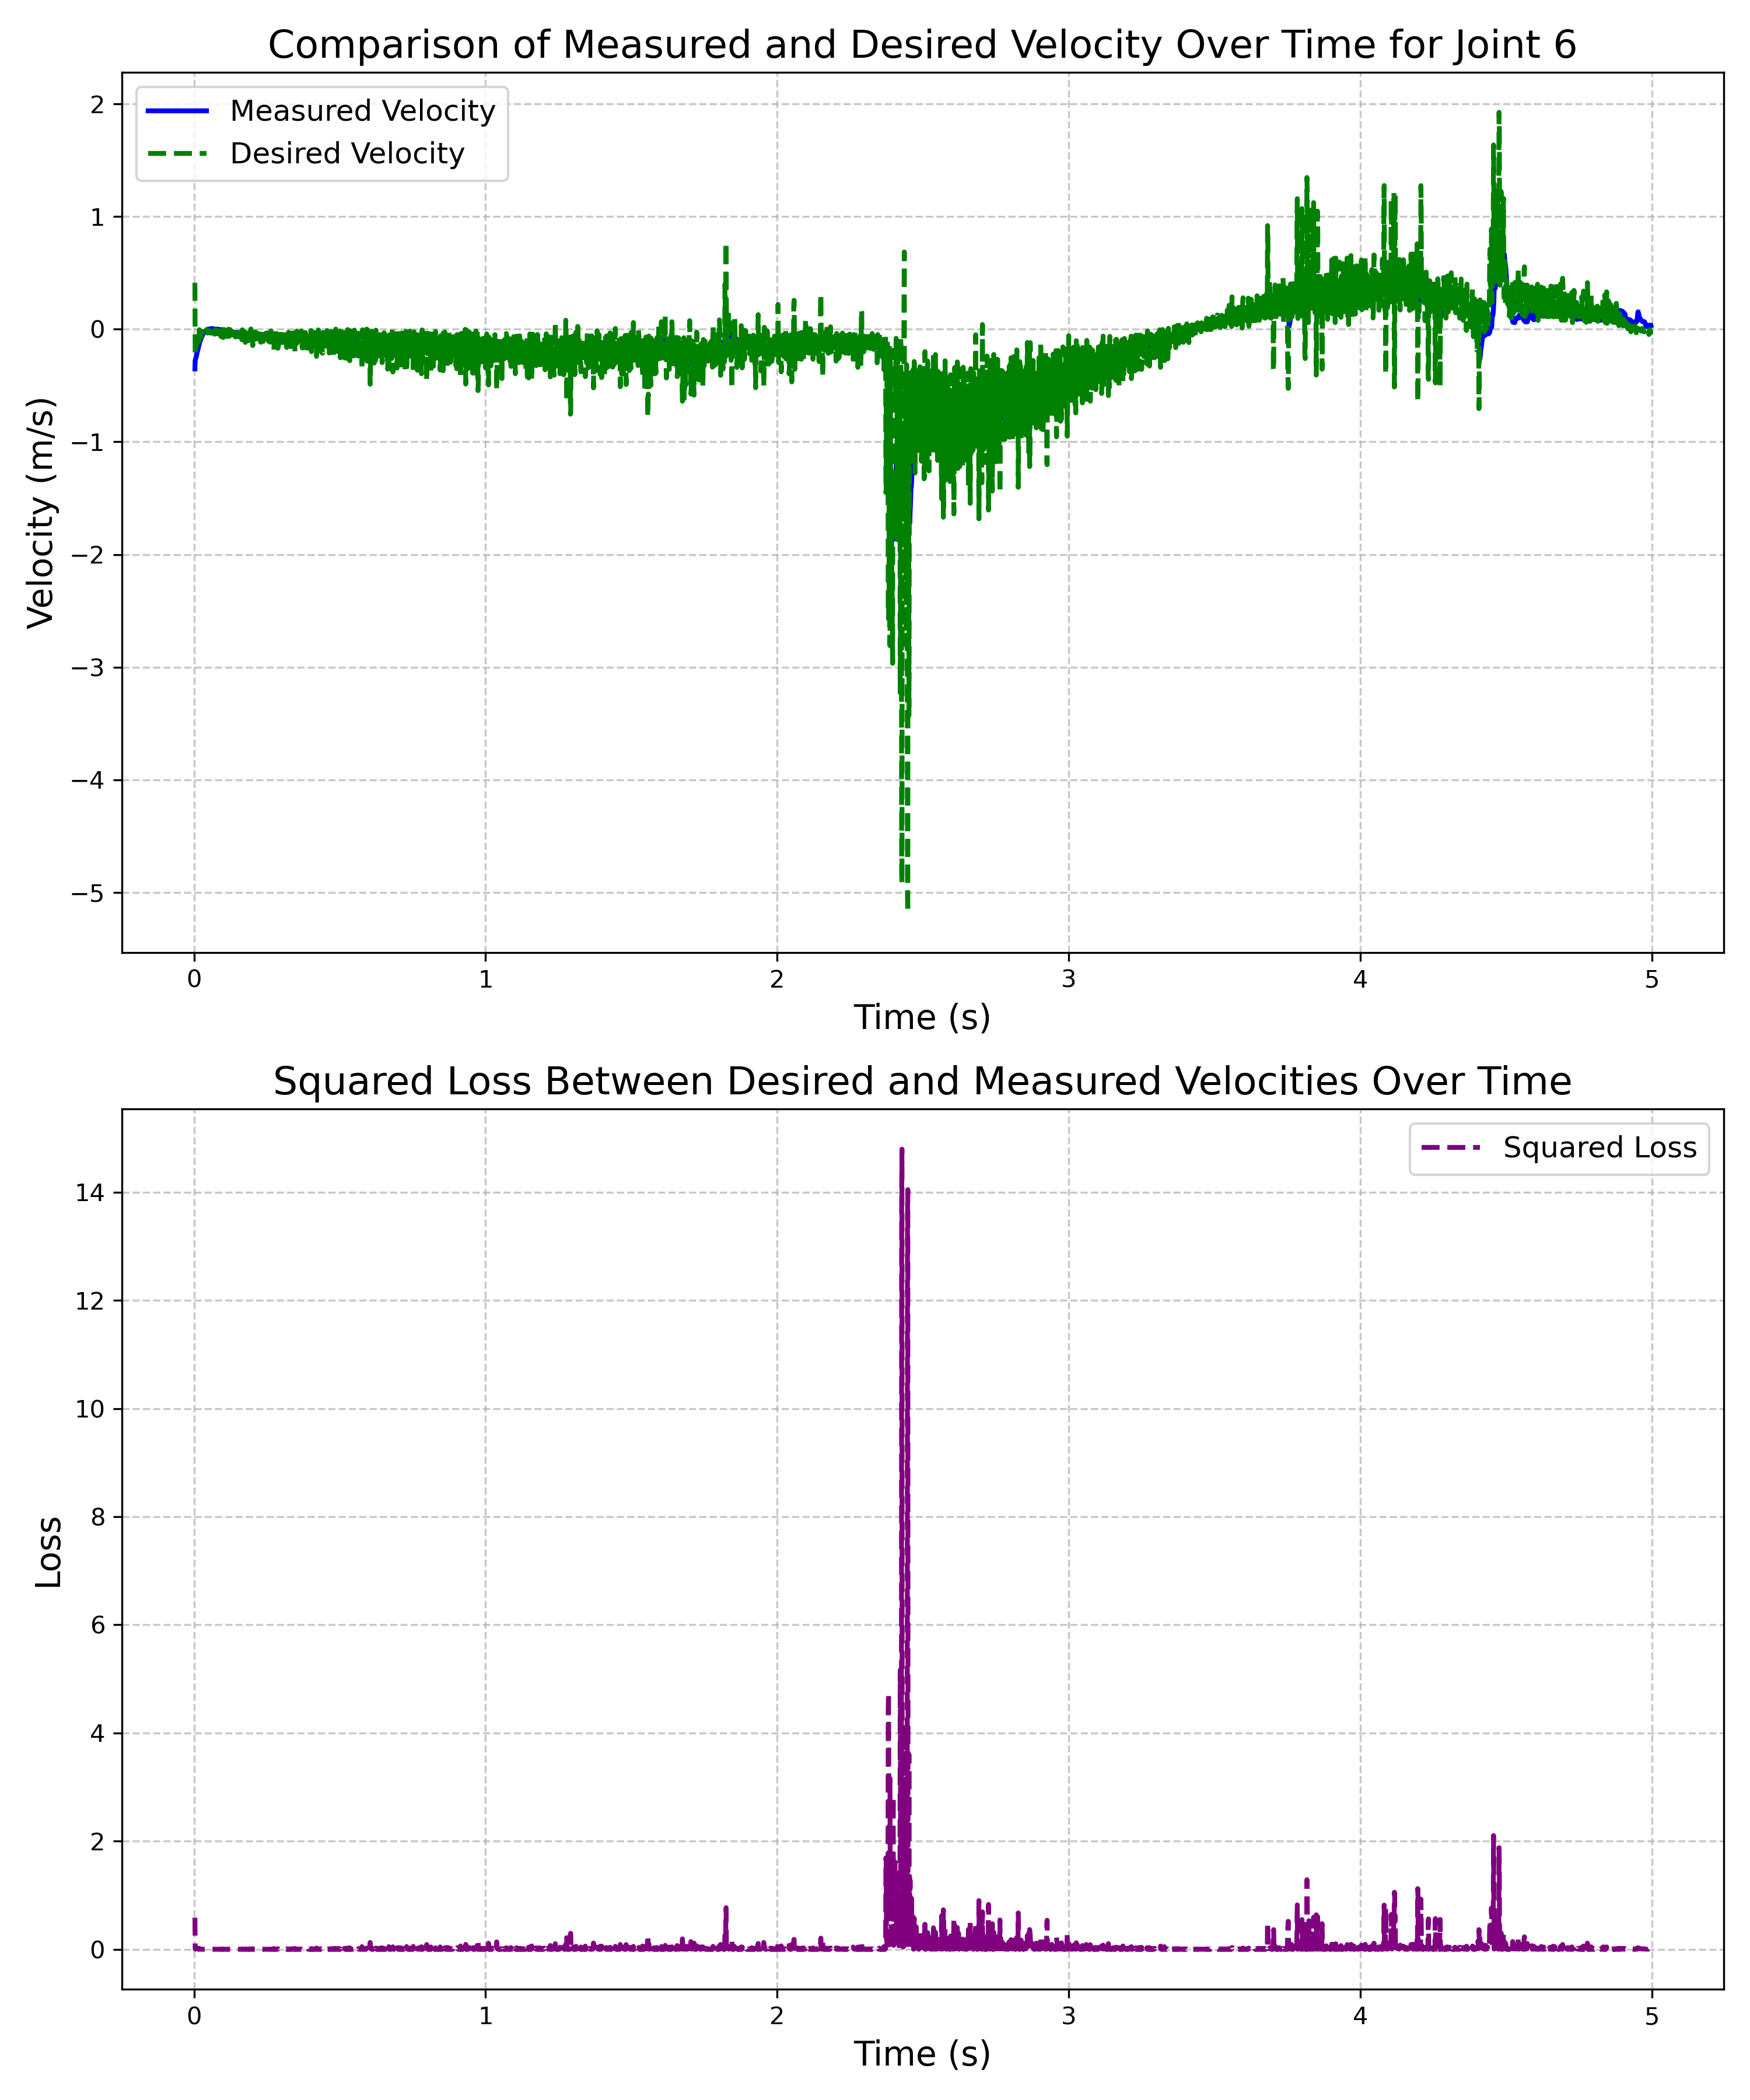 Comparison of Measured and Desired Velocity Over Time for Joint 6
Measured Velocity
Desired Velocity
Velocity (m/s)
2
1
0
−1
−2
−3
−4
−5
0 1 2 3 4 5
Time (s)
Squared Loss Between Desired and Measured Velocities Over Time
Squared Loss
Loss
14
12
10
8
6
4
2
0
0 1 2 3 4 5
Time (s)